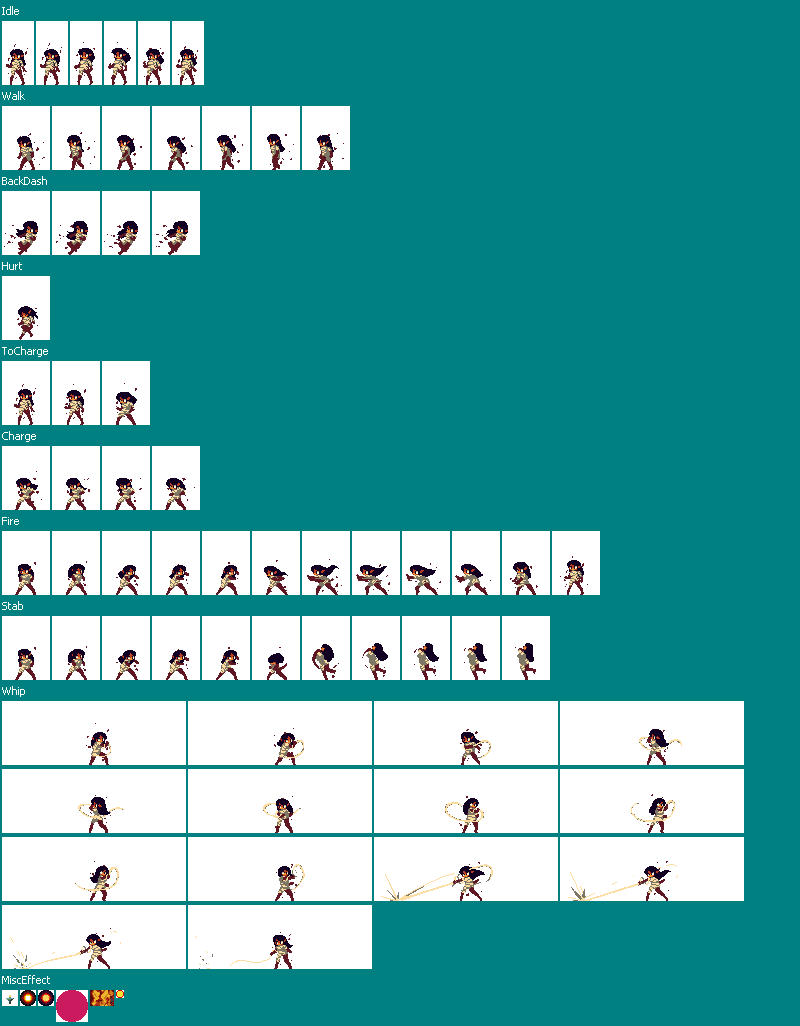 Idle
Walk
BackDash
Hurt
ToCharge
Charge
Fire
Stab
Whip
MiscEffect